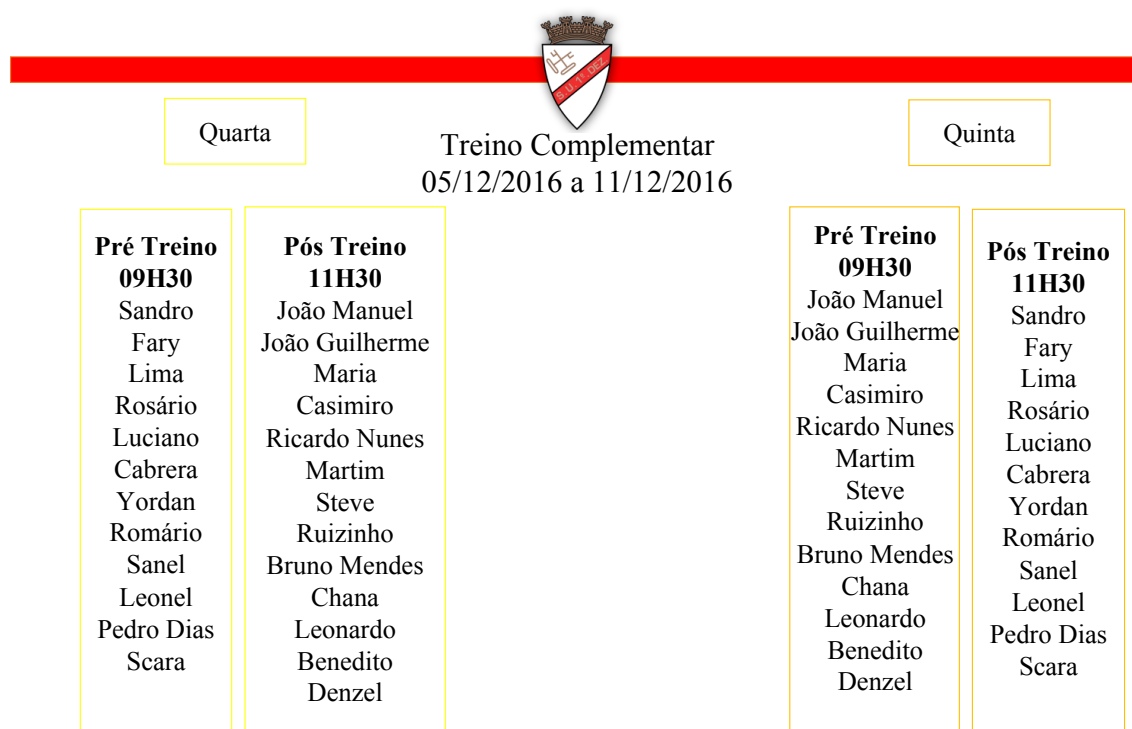 S. U. 1º. DEZ.
Quarta
Treino Complementar
05/12/2016 a 11/12/2016
Quinta
Pré Treino
09H30
Sandro
Fary
Lima
Rosário
Luciano
Cabrera
Yordan
Romário
Sanel
Leonel
Pedro Dias
Scara
Pós Treino
11H30
João Manuel
João Guilherme
Maria
Casimiro
Ricardo Nunes
Martim
Steve
Ruizinho
Bruno Mendes
Chana
Leonardo
Benedito
Denzel
Pré Treino
09H30
João Manuel
João Guilherme
Maria
Casimiro
Ricardo Nunes
Martim
Steve
Ruizinho
Bruno Mendes
Chana
Leonardo
Benedito
Denzel
Pós Treino
11H30
Sandro
Fary
Lima
Rosário
Luciano
Cabrera
Yordan
Romário
Sanel
Leonel
Pedro Dias
Scara